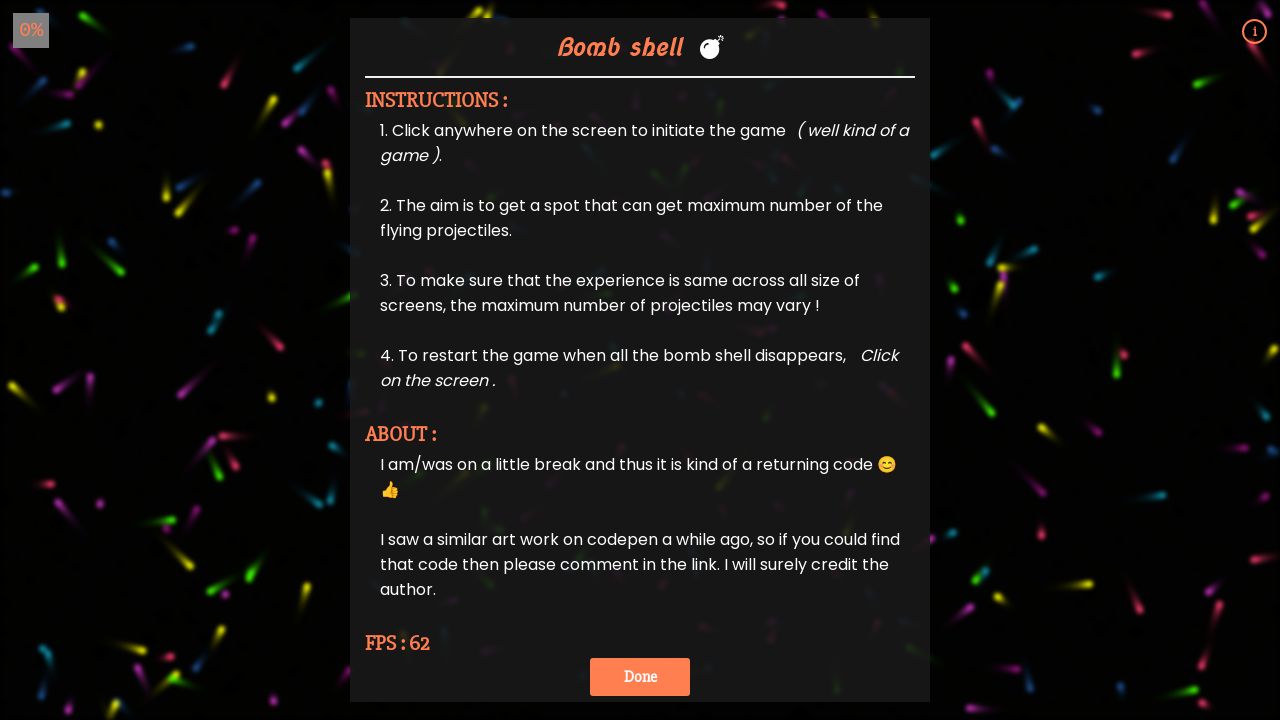 0%
i
Bomb shell 💣
INSTRUCTIONS :
1. Click anywhere on the screen to initiate the game ( well kind of a
game ).
2. The aim is to get a spot that can get maximum number of the
flying projectiles.
3. To make sure that the experience is same across all size of
screens, the maximum number of projectiles may vary !
4. To restart the game when all the bomb shell disappears, Click
on the screen .
ABOUT :
I am/was on a little break and thus it is kind of a returning code 😊
👍
I saw a similar art work on codepen a while ago, so if you could find
that code then please comment in the link. I will surely credit the
author.
FPS : 62
Done